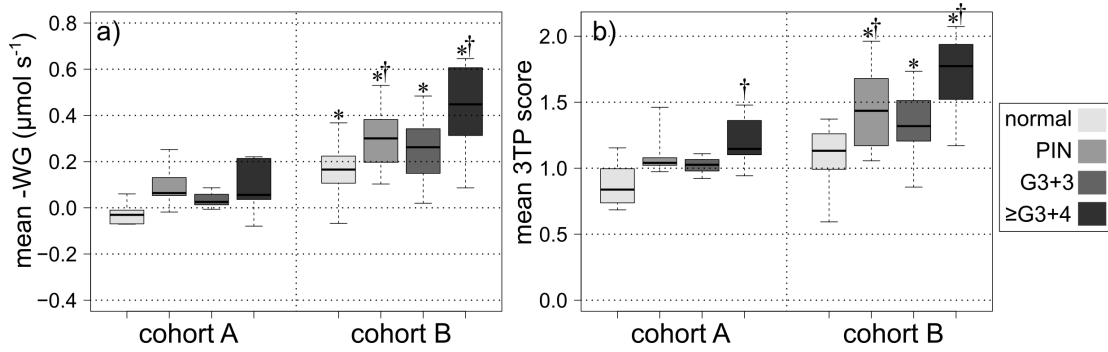 a)
mean -WG (µmol s⁻¹)
0.8
0.6
0.4
0.2
0.0
−0.2
−0.4
*
*†
*
*†
cohort A
cohort B
b)
mean 3TP score
2.0
1.5
1.0
0.5
0.0
†
*†
*
*†
cohort A
cohort B
normal
PIN
G3+3
≥G3+4